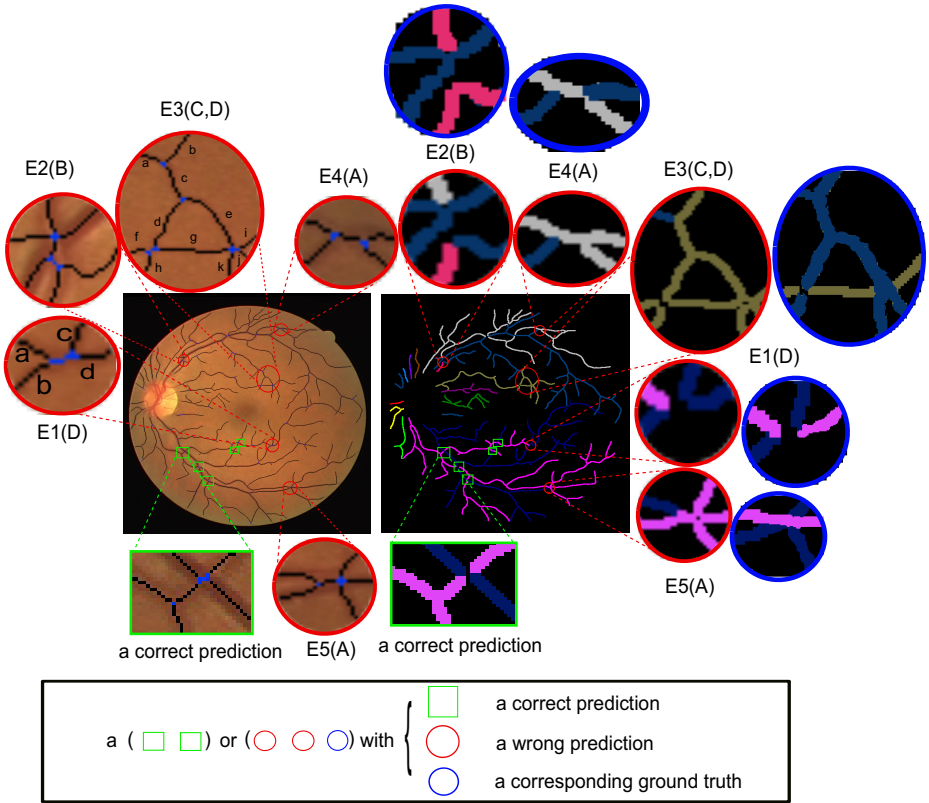 E3(C,D)
E2(B)
a
b
c
d
e
f
g
h
i
j
k
E4(A)
E2(B)
E4(A)
E3(C,D)
a
c
b
d
E1(D)
E1(D)
E5(A)
a correct prediction
E5(A)
a correct prediction
a ( ) or ( ) with {
a correct prediction
a wrong prediction
a corresponding ground truth